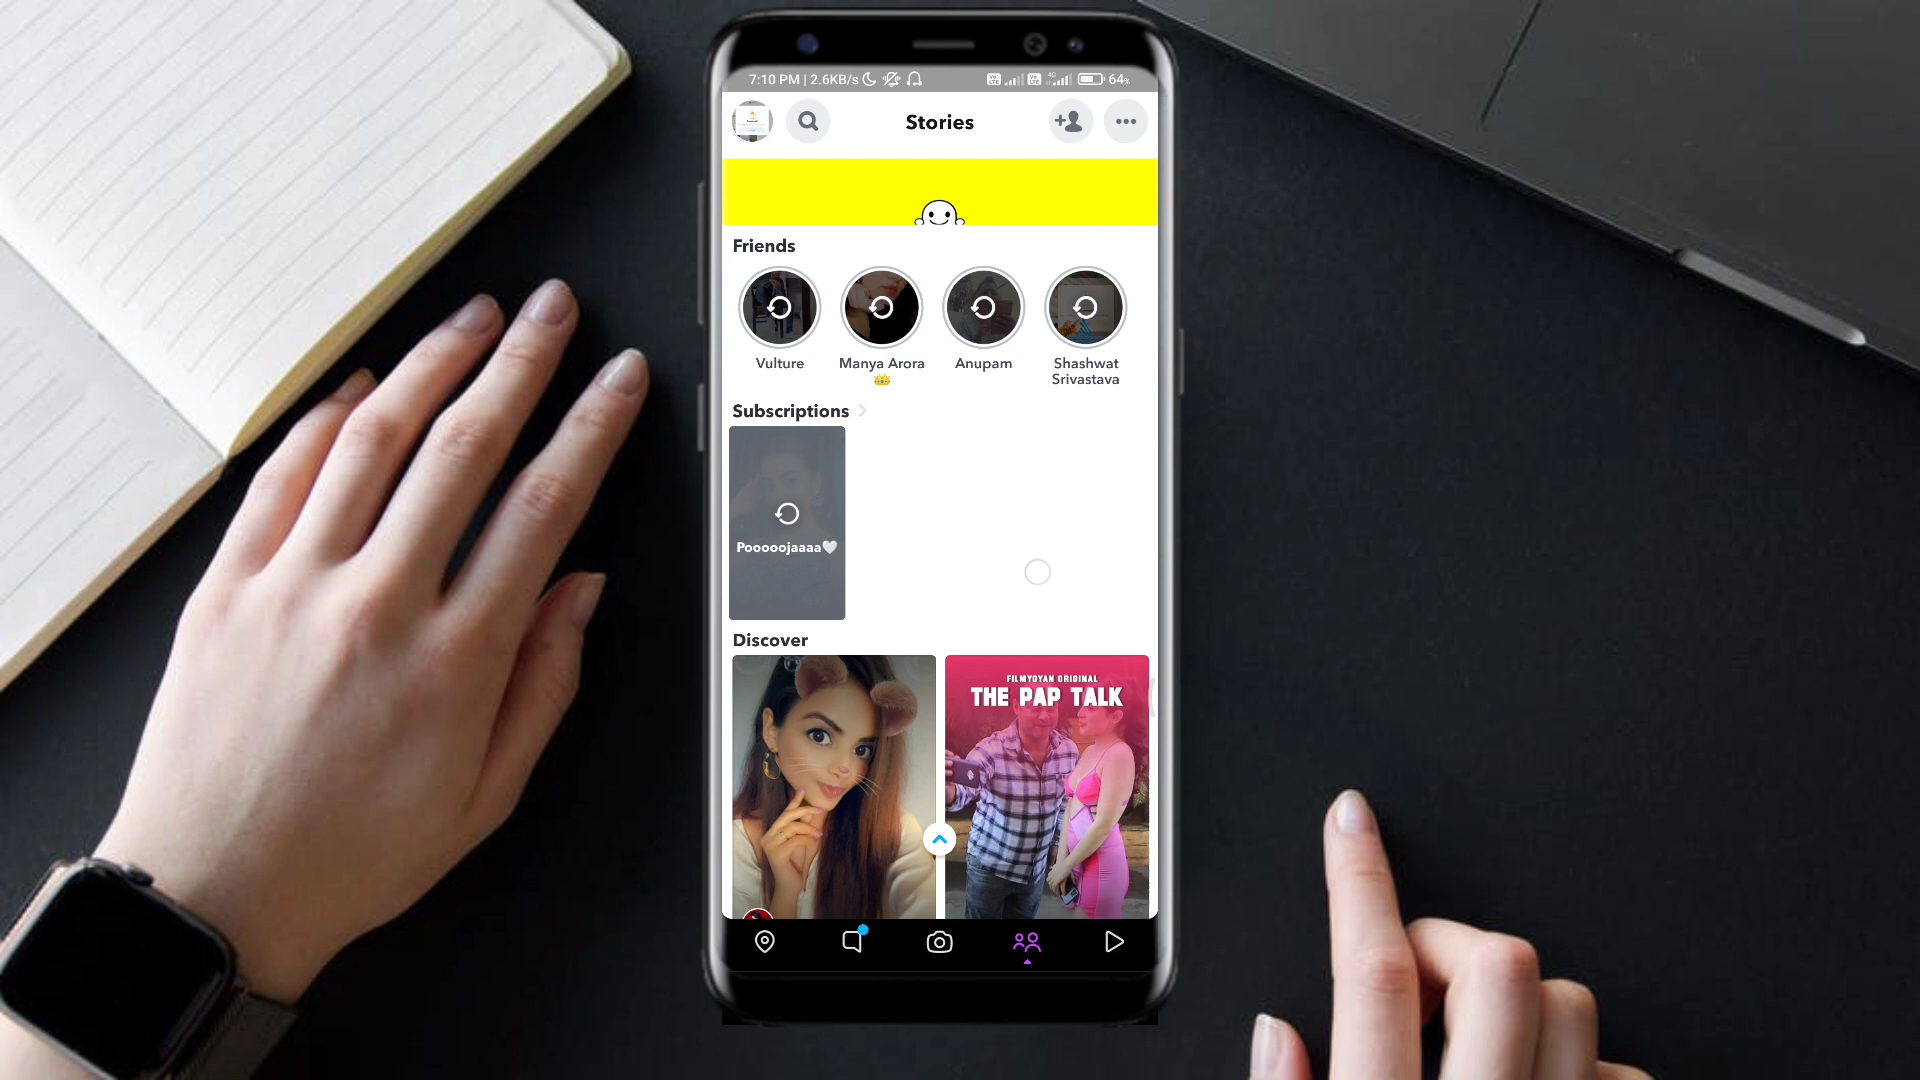 7:10 PM | 2.6KB/s
4G
64%
Stories
Friends
Vulture
Manya Arora
👑
Anupam
Shashwat
Srivastava
Subscriptions
Pooooojaaaa🤍
Discover
FILMYGYAN ORIGINAL
THE PAP TALK